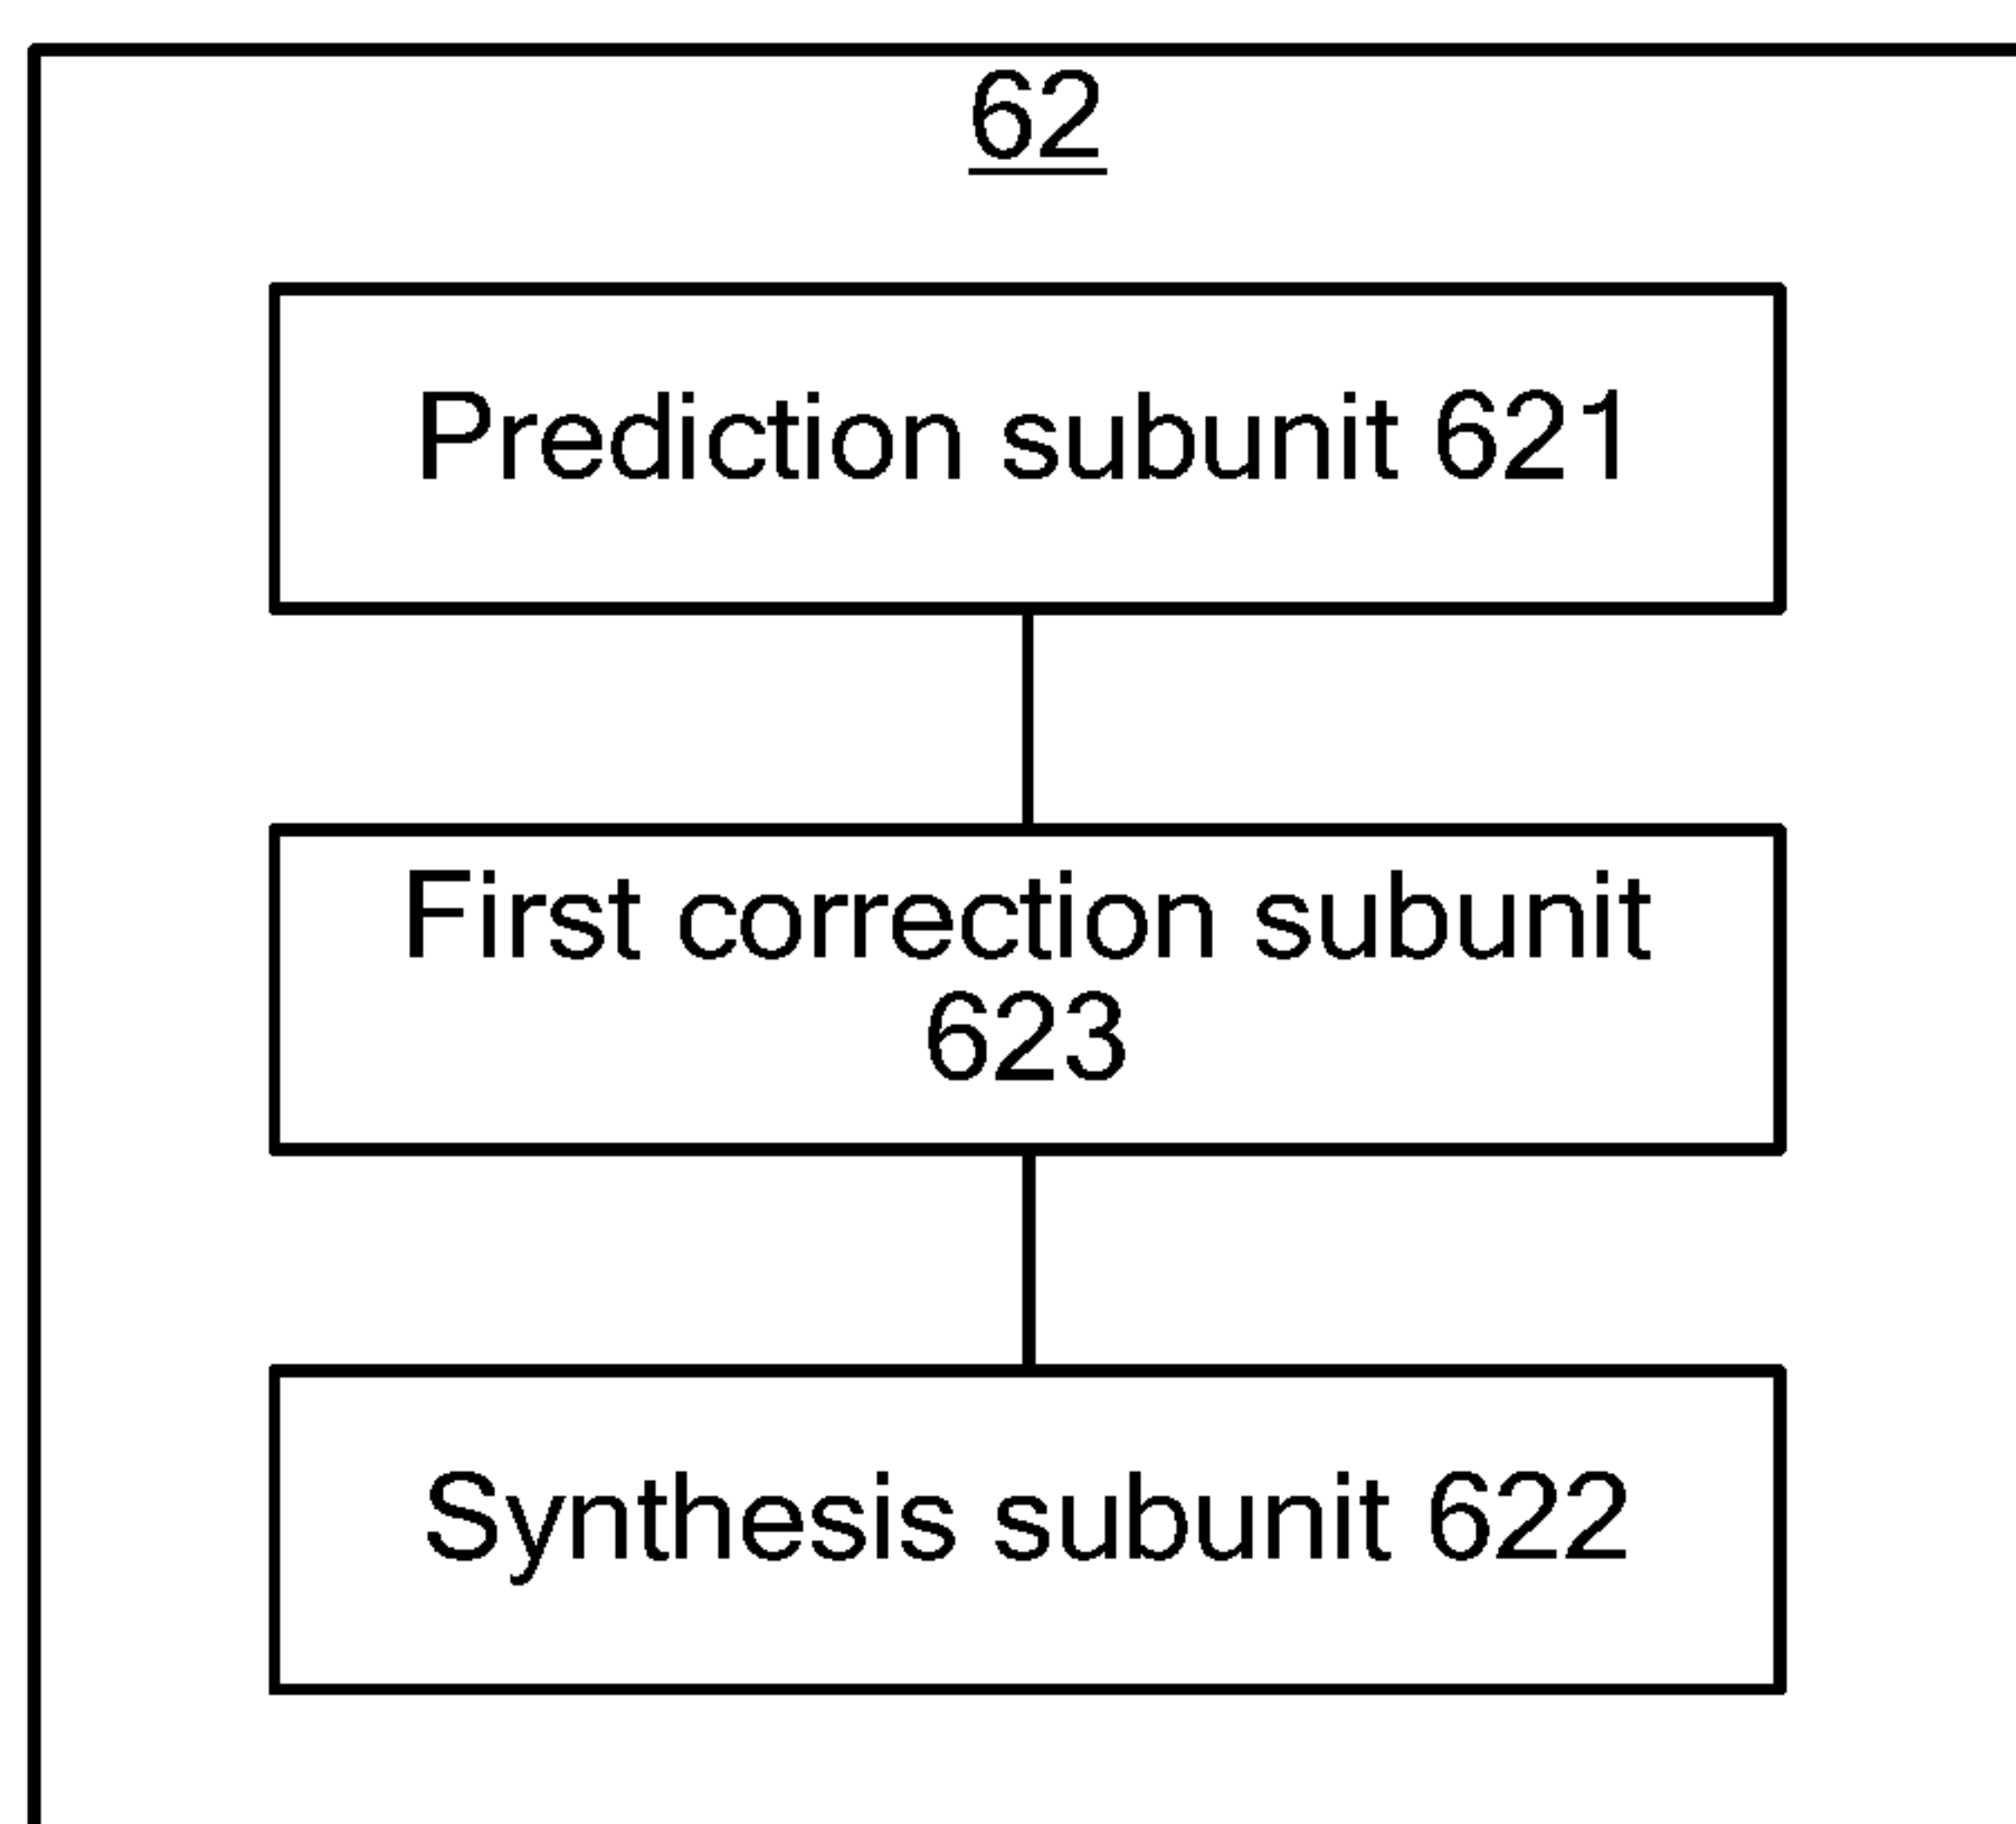 62
Prediction subunit 621
First correction subunit
623
Synthesis subunit 622